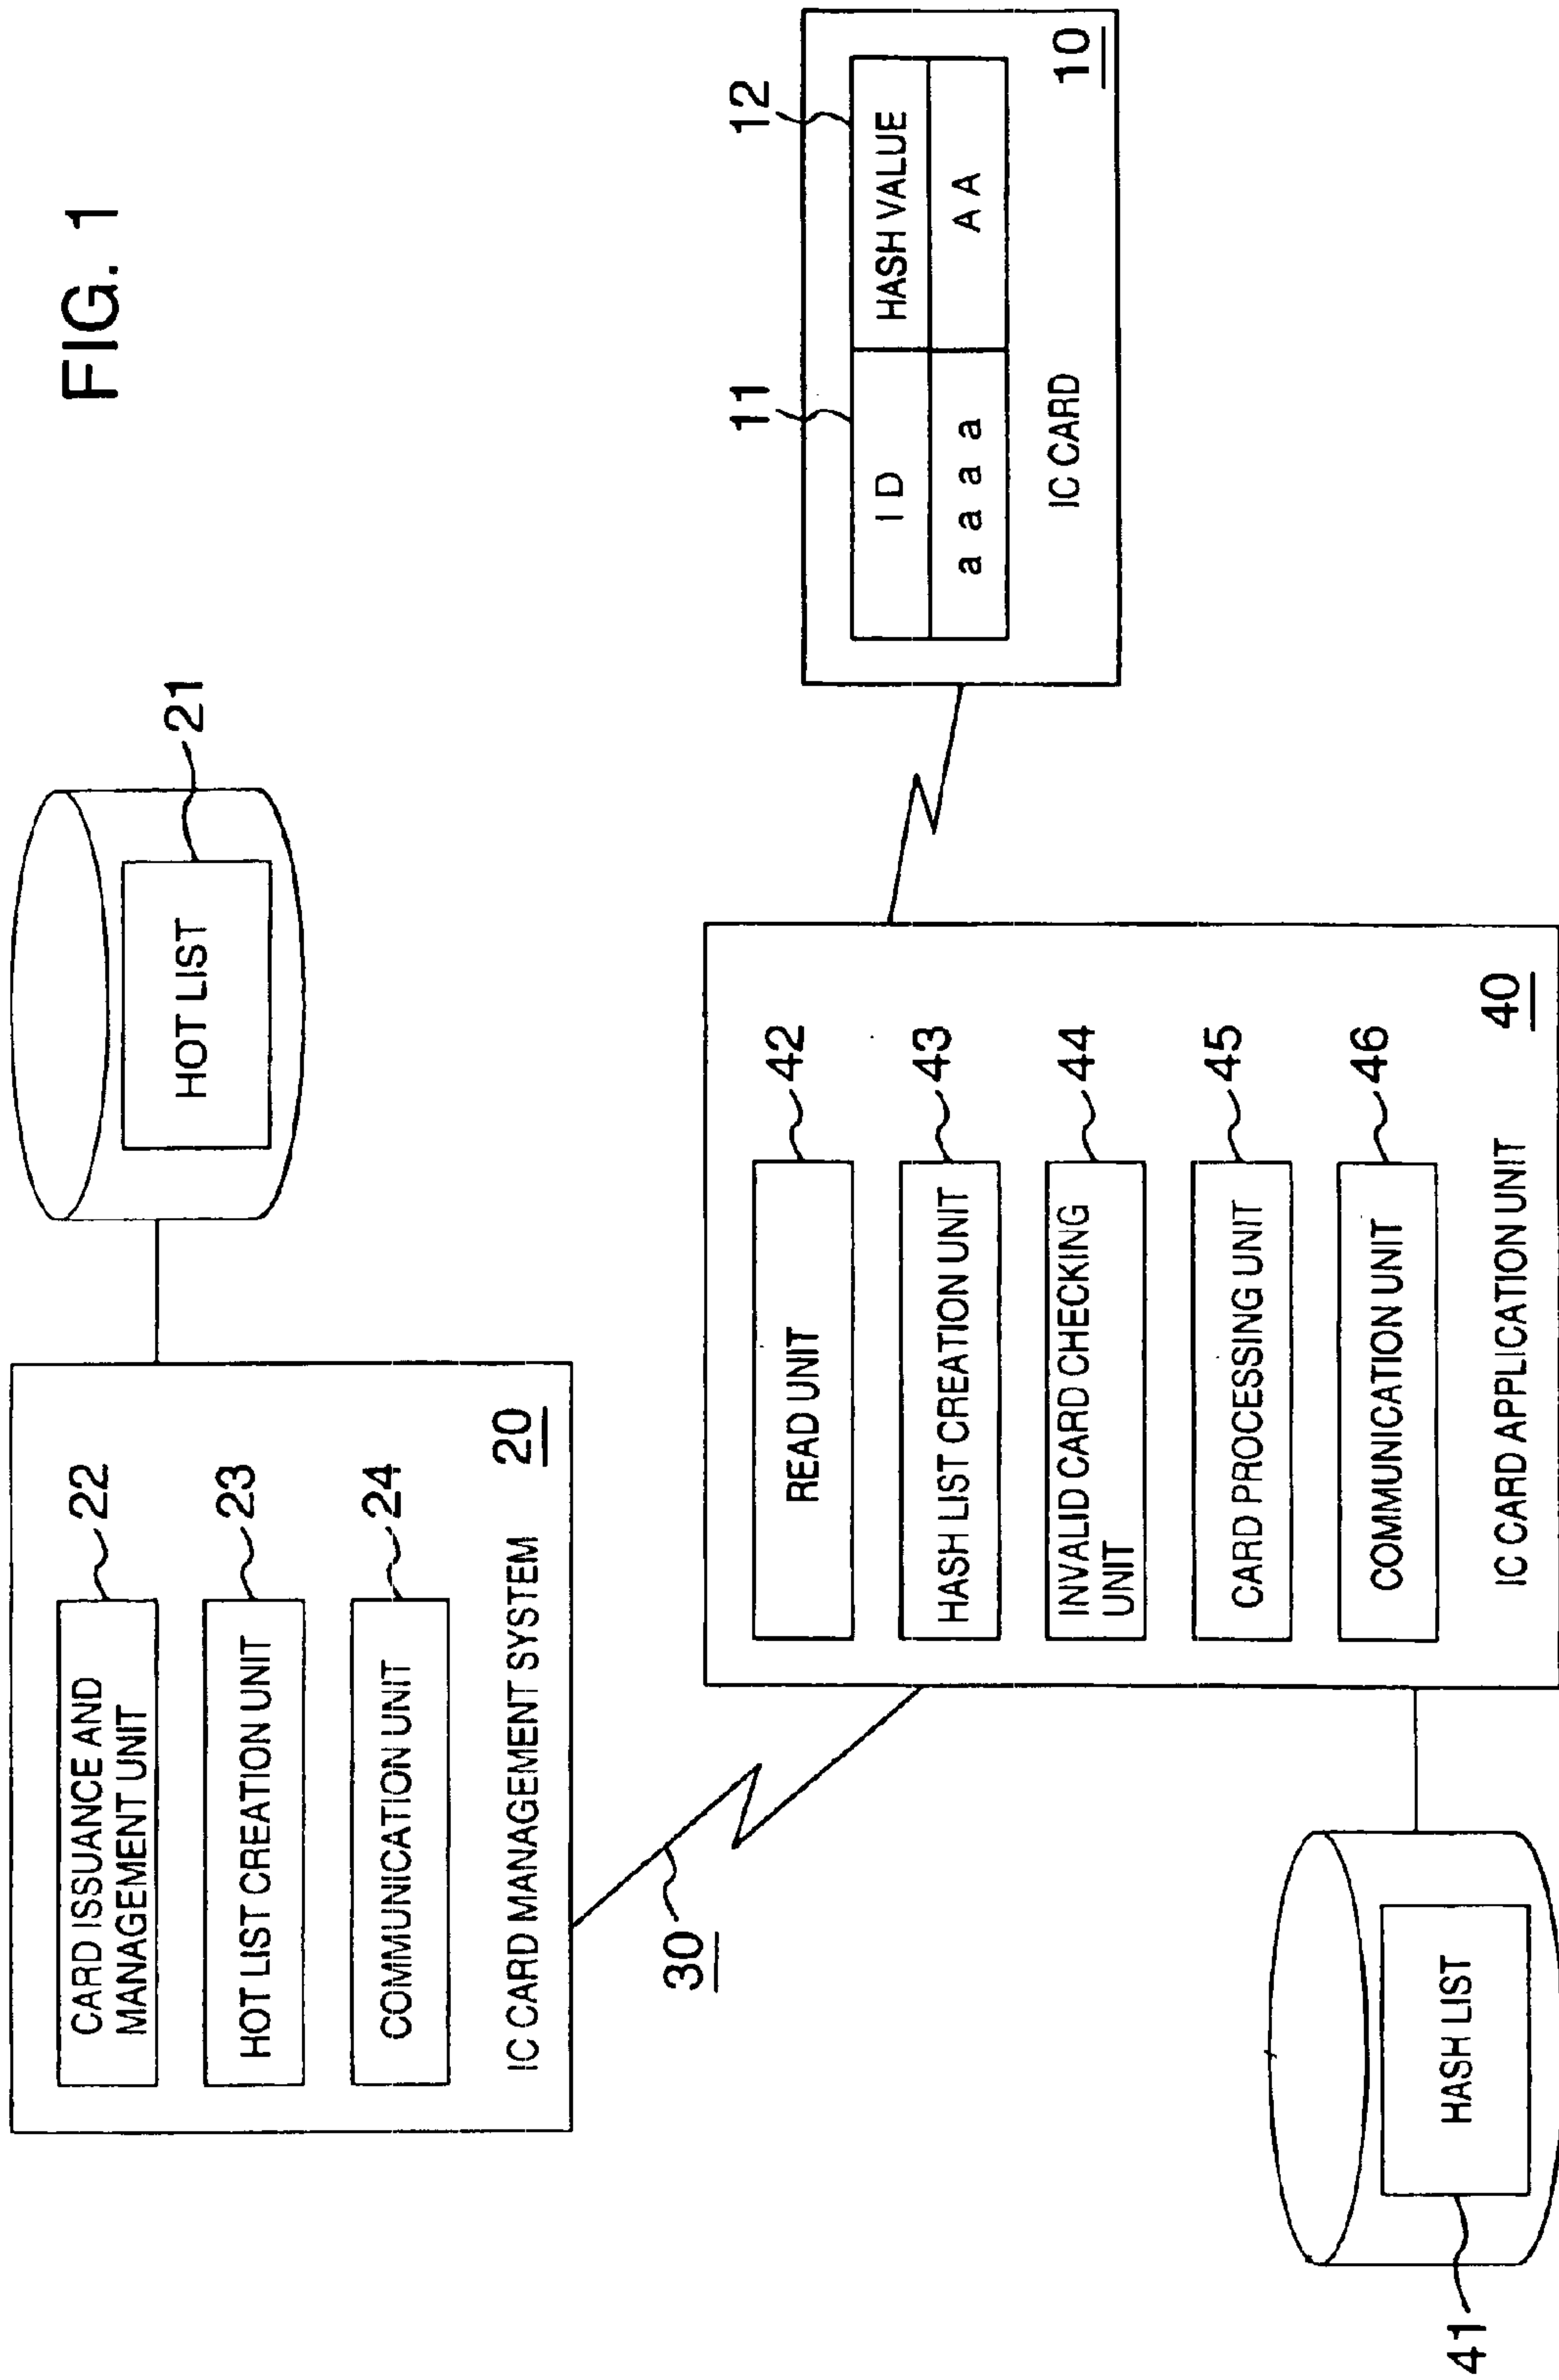 FIG. 1
21
HOT LIST
22
CARD ISSUANCE AND
MANAGEMENT UNIT
23
HOT LIST CREATION UNIT
24
COMMUNICATION UNIT
20
IC CARD MANAGEMENT SYSTEM
30
11
12
ID
HASH VALUE
a a a a
A A
IC CARD
10
42
READ UNIT
43
HASH LIST CREATION UNIT
44
INVALID CARD CHECKING
UNIT
45
CARD PROCESSING UNIT
46
COMMUNICATION UNIT
40
IC CARD APPLICATION UNIT
HASH LIST
41